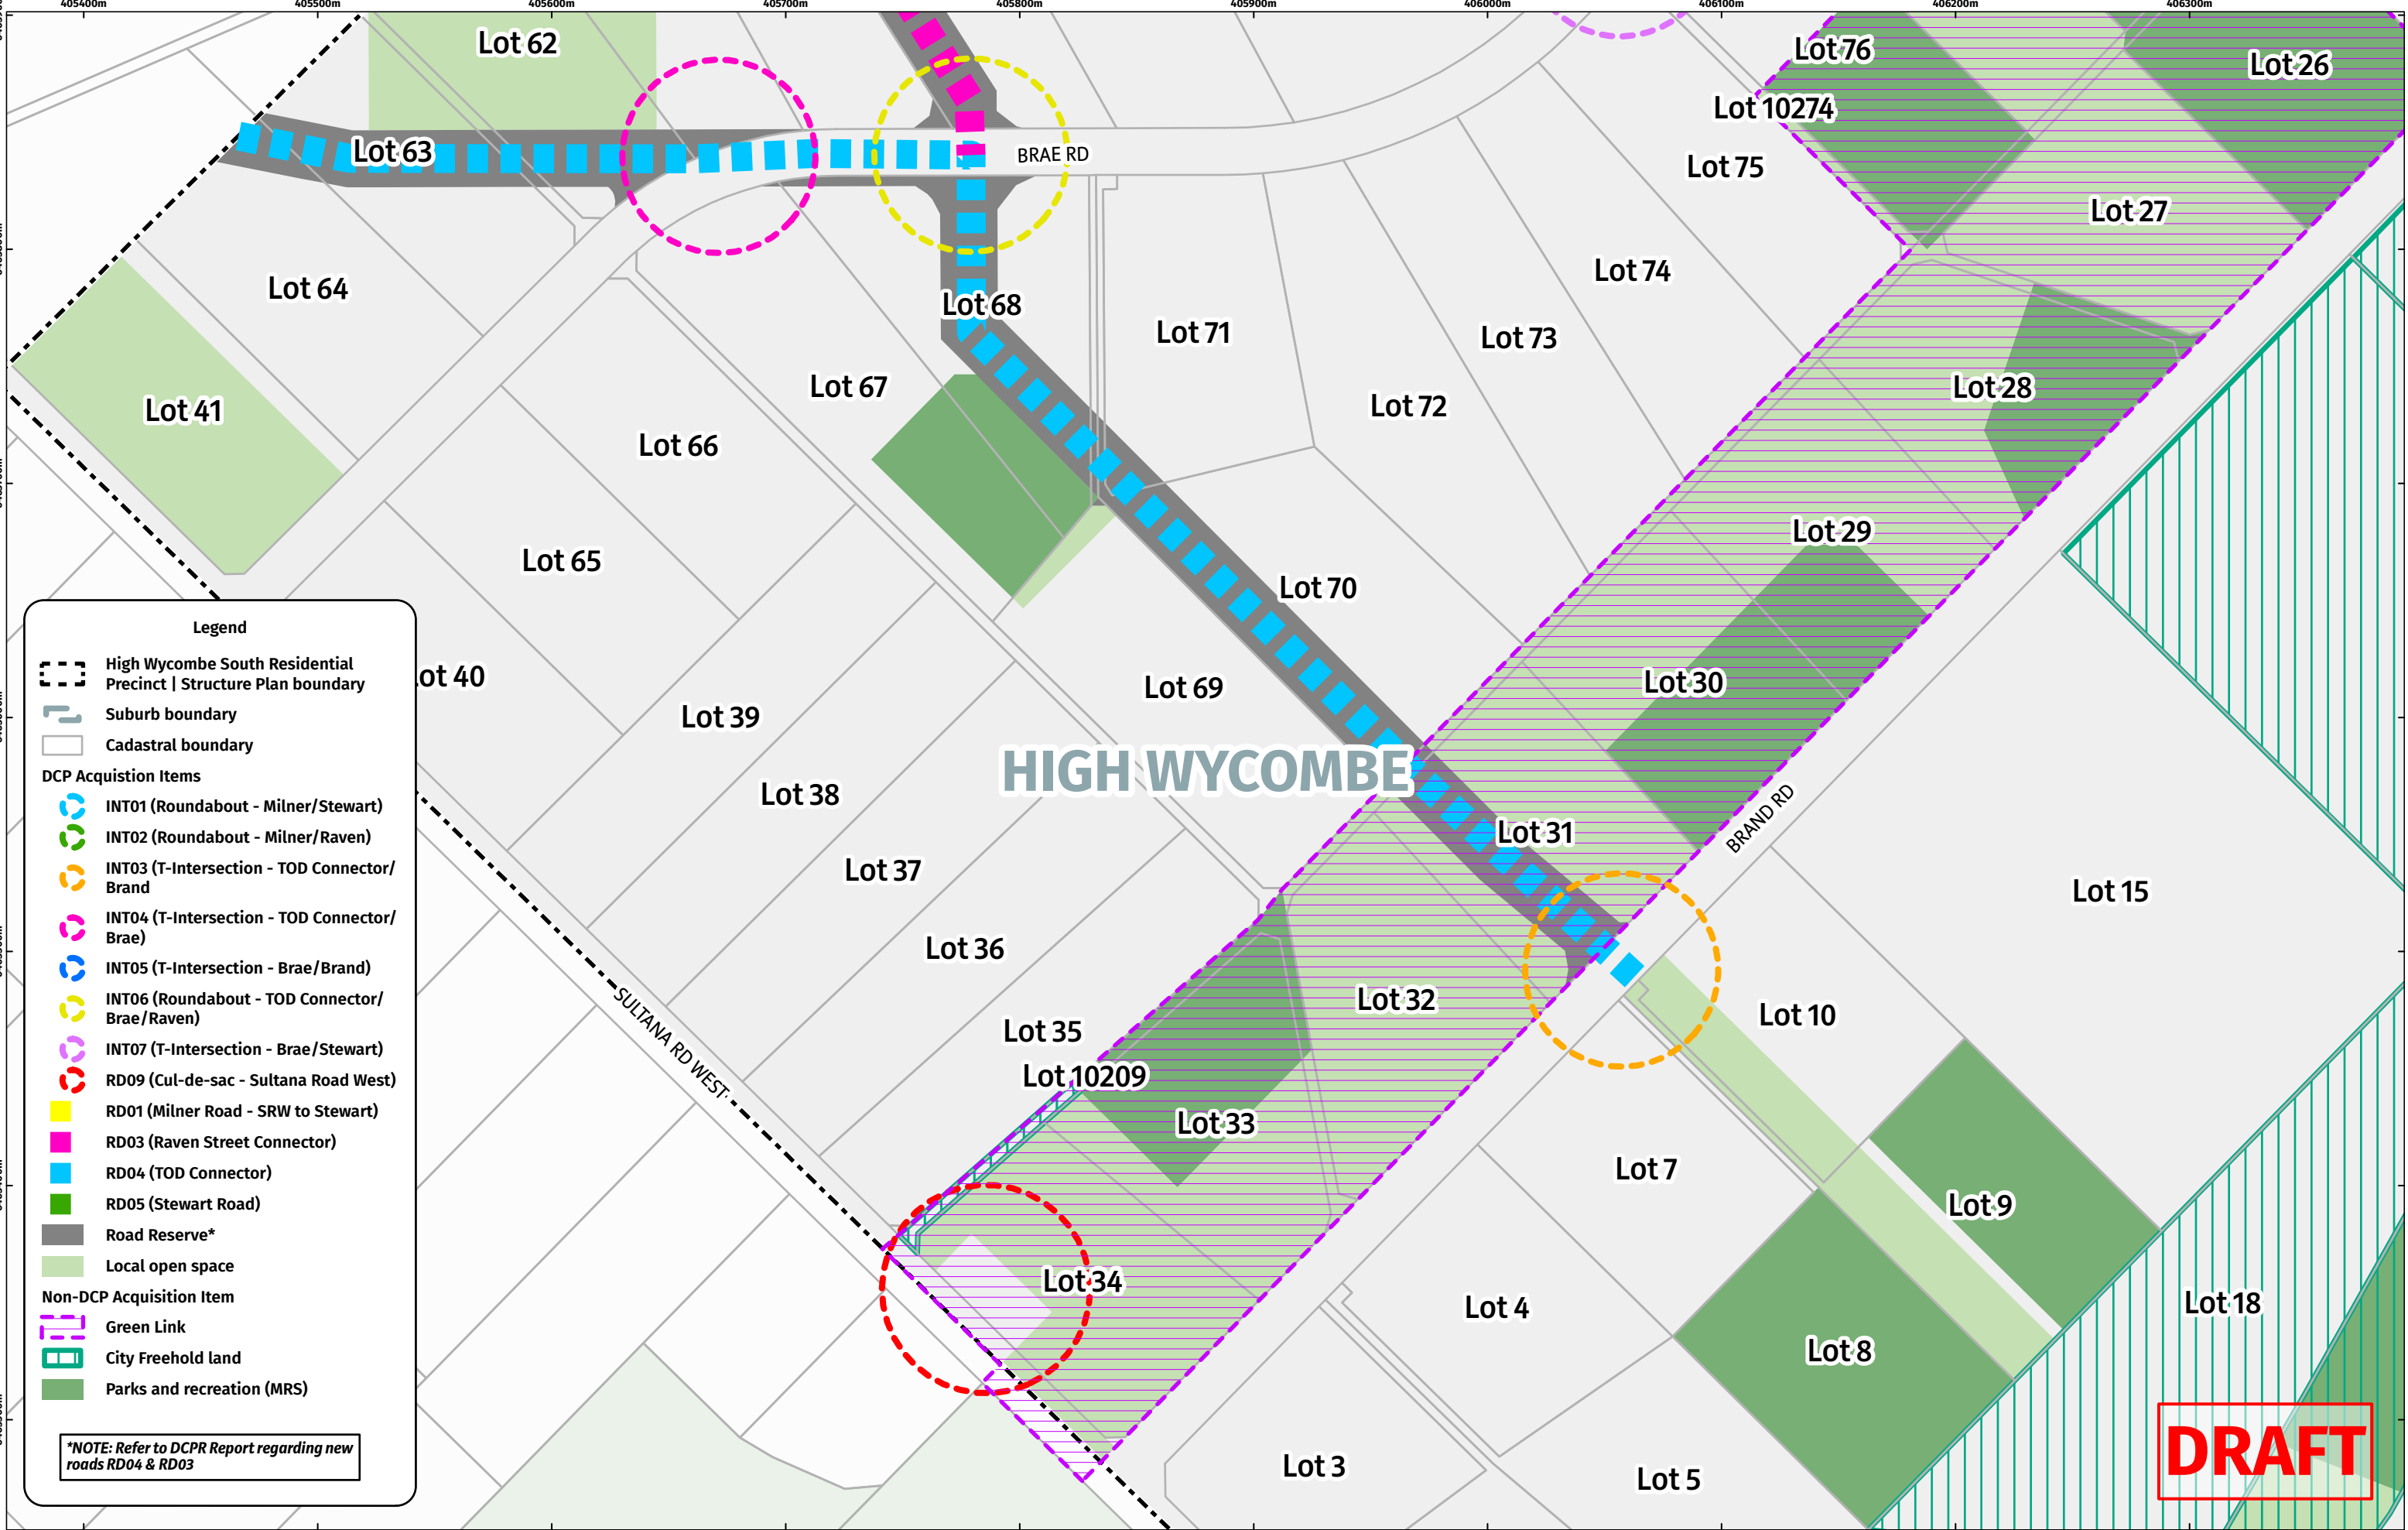 405400m
405500m
405600m
405700m
405800m
405900m
406000m
406100m
406200m
406300m
Lot 62
Lot 76
Lot 26
Lot 10274
Lot 63
BRAE RD
Lot 75
Lot 27
Lot 74
Lot 64
Lot 68
Lot 71
Lot 73
Lot 67
Lot 28
Lot 41
Lot 72
Lot 66
Lot 29
Lot 65
Lot 70
ot 40
Lot 69
Lot 30
Lot 39
HIGH WYCOMBE
Lot 38
Lot 31
BRAND RD
Lot 37
Lot 15
Lot 36
Lot 32
Lot 10
SULTANA RD WEST
Lot 35
Lot 10209
Lot 33
Lot 7
Lot 9
Lot 34
Lot 4
Lot 18
Lot 8
Lot 3
Lot 5
DRAFT
Legend
High Wycombe South Residential
Precinct | Structure Plan boundary
Suburb boundary
Cadastral boundary
DCP Acquistion Items
INT01 (Roundabout - Milner/Stewart)
INT02 (Roundabout - Milner/Raven)
INT03 (T-Intersection - TOD Connector/
Brand
INT04 (T-Intersection - TOD Connector/
Brae)
INT05 (T-Intersection - Brae/Brand)
INT06 (Roundabout - TOD Connector/
Brae/Raven)
INT07 (T-Intersection - Brae/Stewart)
RD09 (Cul-de-sac - Sultana Road West)
RD01 (Milner Road - SRW to Stewart)
RD03 (Raven Street Connector)
RD04 (TOD Connector)
RD05 (Stewart Road)
Road Reserve*
Local open space
Non-DCP Acquisition Item
Green Link
City Freehold land
Parks and recreation (MRS)
*NOTE: Refer to DCPR Report regarding new
roads RD04 & RD03